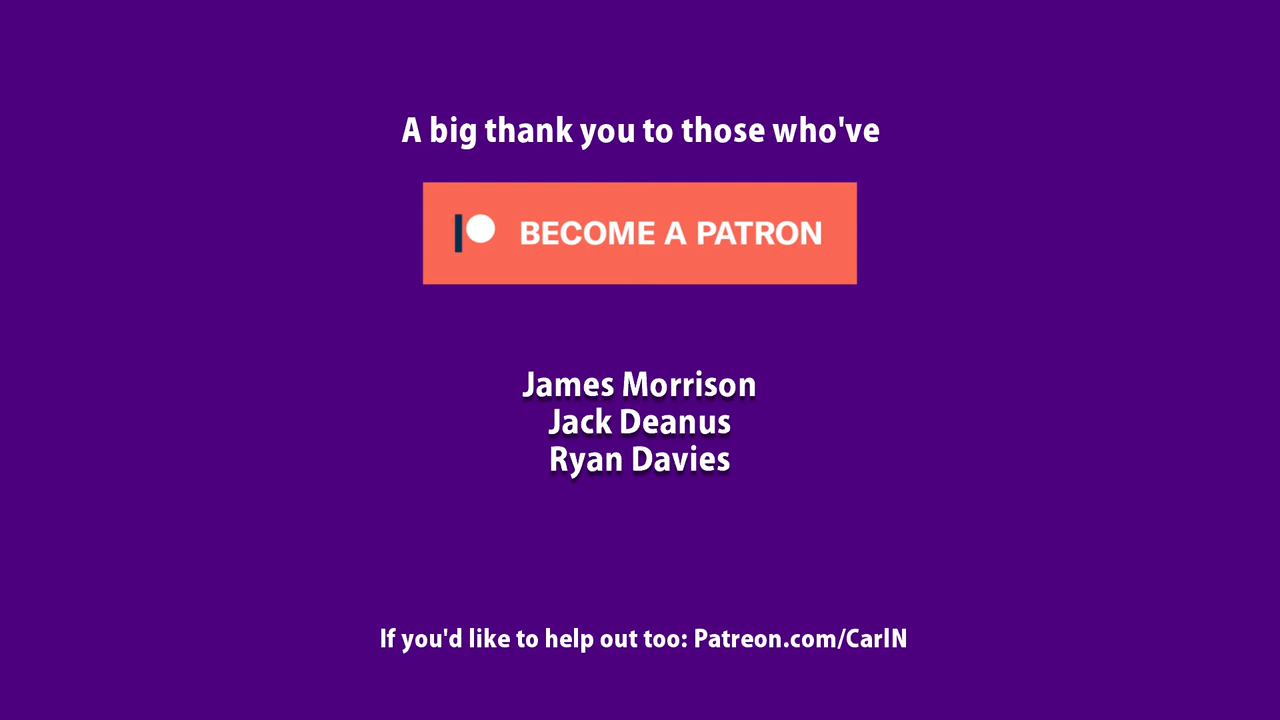 A big thank you to those who've
BECOME A PATRON
James Morrison
Jack Deanus
Ryan Davies
If you'd like to help out too: Patreon.com/CarlN